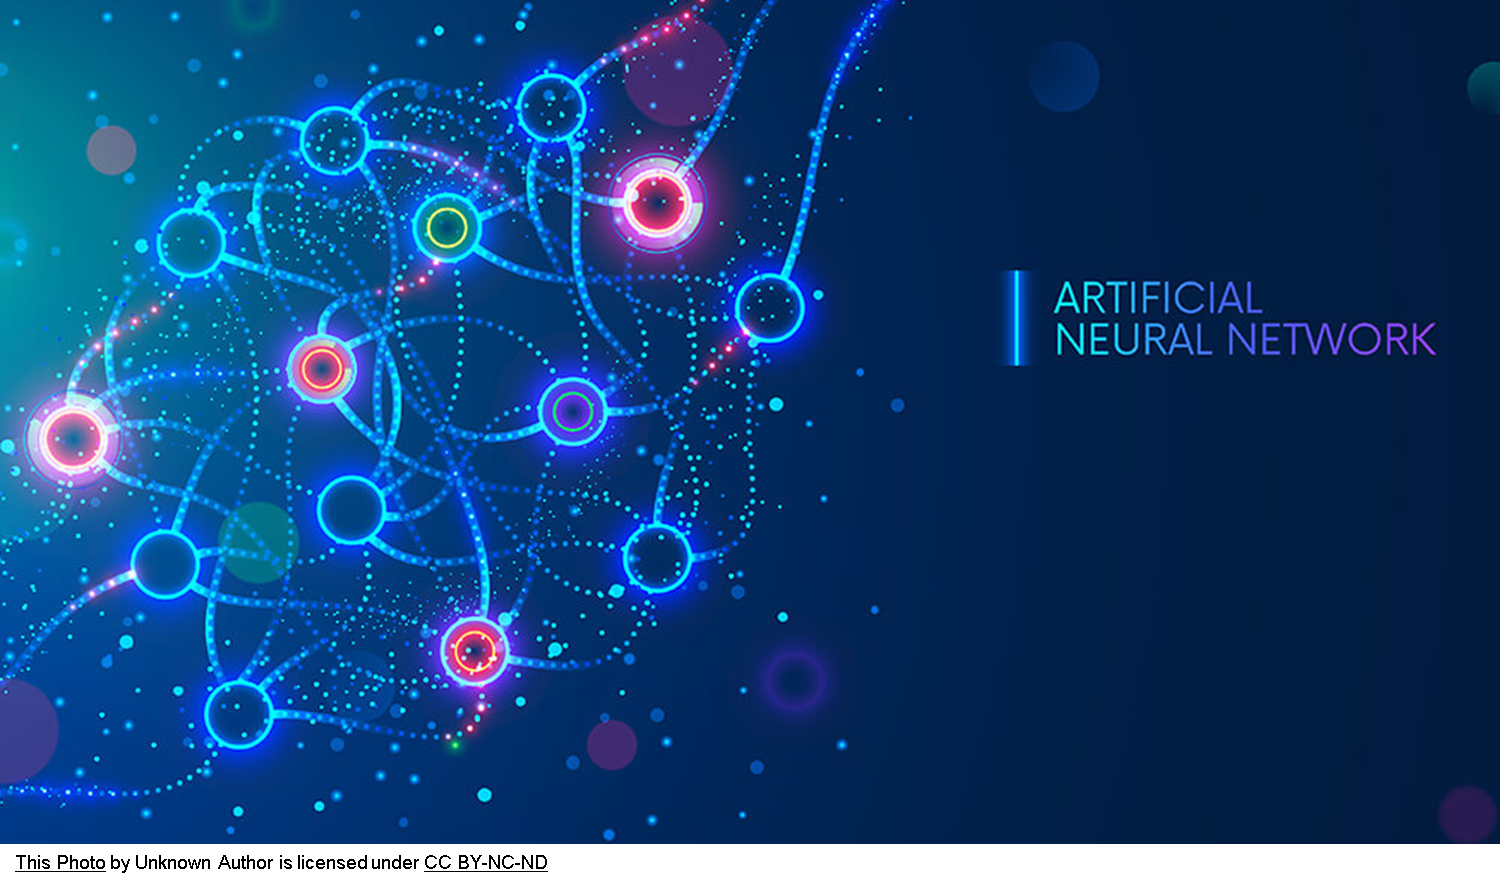 ARTIFICIAL
NEURAL NETWORK
This Photo by Unknown Author is licensed under CC BY-NC-ND